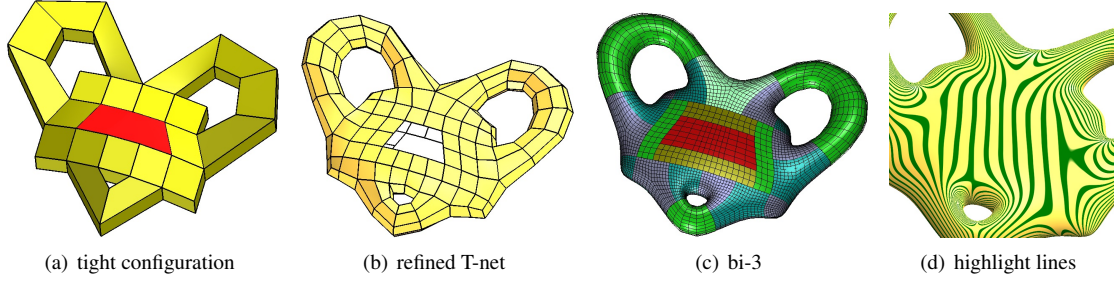 (a) tight configuration
(b) refined T-net
(c) bi-3
(d) highlight lines